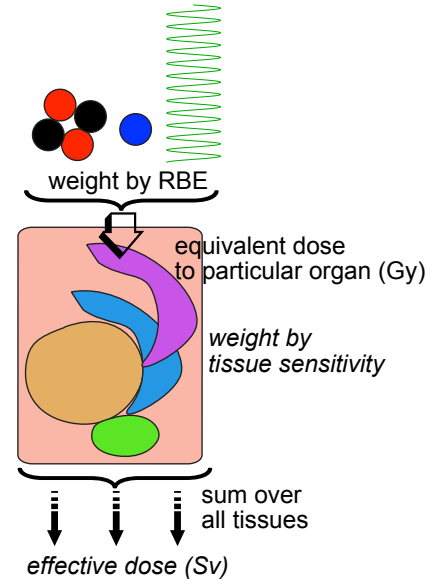 weight by RBE
equivalent dose
to particular organ (Gy)
weight by
tissue sensitivity
sum over
all tissues
effective dose (Sv)